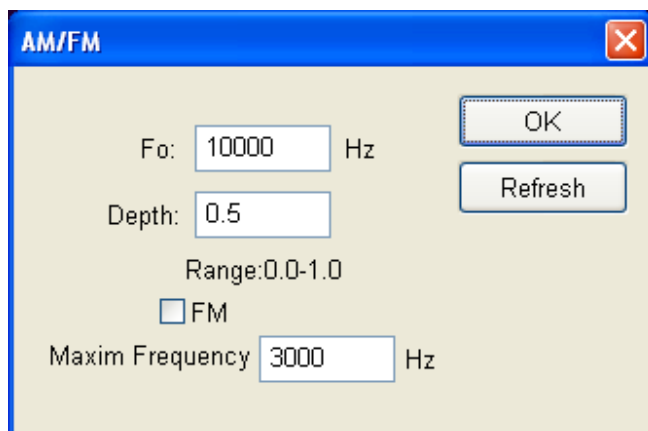 AM/FM
OK
Fo: 10000 Hz
Refresh
Depth: 0.5
Range:0.0-1.0
FM
Maxim Frequency 3000 Hz